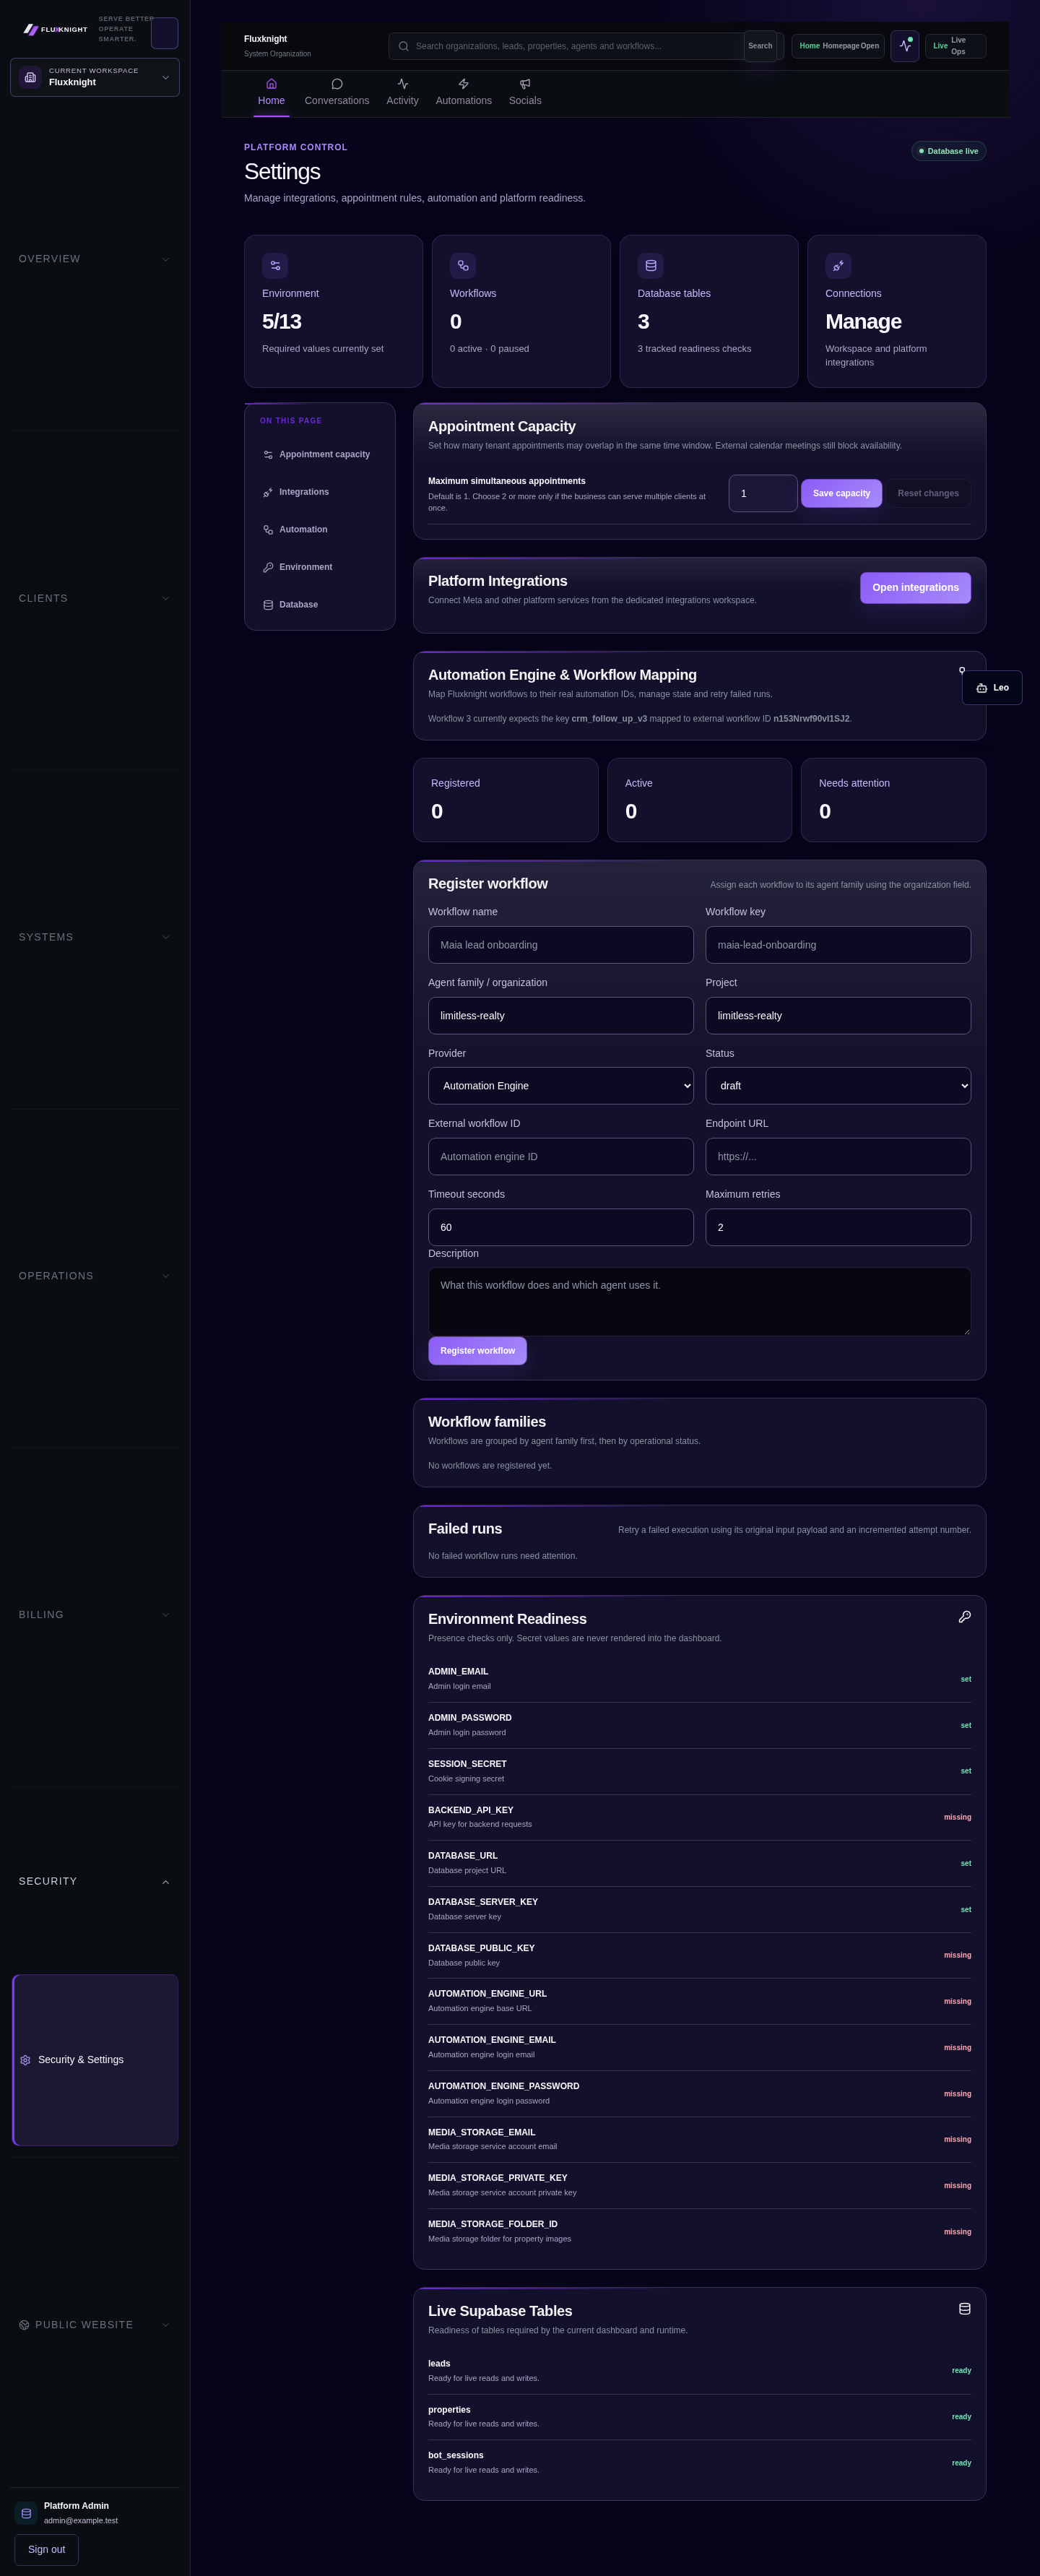 FLUXKNIGHT
SERVE BETTER
OPERATE
SMARTER.
CURRENT WORKSPACE
Fluxknight
OVERVIEW
CLIENTS
SYSTEMS
OPERATIONS
BILLING
SECURITY
Security & Settings
PUBLIC WEBSITE
Platform Admin
admin@example.test
Sign out
Fluxknight
System Organization
Search organizations, leads, properties, agents and workflows...
Search
Home Homepage Open
Live Live Ops
Home
Conversations
Activity
Automations
Socials
PLATFORM CONTROL
Settings
Manage integrations, appointment rules, automation and platform readiness.
Database live
Environment
5/13
Required values currently set
Workflows
0
0 active · 0 paused
Database tables
3
3 tracked readiness checks
Connections
Manage
Workspace and platform
integrations
ON THIS PAGE
Appointment capacity
Integrations
Automation
Environment
Database
Appointment Capacity
Set how many tenant appointments may overlap in the same time window. External calendar meetings still block availability.
Maximum simultaneous appointments
Default is 1. Choose 2 or more only if the business can serve multiple clients at
once.
1
Save capacity
Reset changes
Platform Integrations
Connect Meta and other platform services from the dedicated integrations workspace.
Open integrations
Automation Engine & Workflow Mapping
Map Fluxknight workflows to their real automation IDs, manage state and retry failed runs.
Workflow 3 currently expects the key crm_follow_up_v3 mapped to external workflow ID n153Nrwf90vI1SJ2.
Leo
Registered
0
Active
0
Needs attention
0
Register workflow
Assign each workflow to its agent family using the organization field.
Workflow name
Workflow key
Maia lead onboarding
maia-lead-onboarding
Agent family / organization
Project
limitless-realty
limitless-realty
Provider
Status
Automation Engine
draft
External workflow ID
Endpoint URL
Automation engine ID
https://...
Timeout seconds
Maximum retries
60
2
Description
What this workflow does and which agent uses it.
Register workflow
Workflow families
Workflows are grouped by agent family first, then by operational status.
No workflows are registered yet.
Failed runs
Retry a failed execution using its original input payload and an incremented attempt number.
No failed workflow runs need attention.
Environment Readiness
Presence checks only. Secret values are never rendered into the dashboard.
ADMIN_EMAIL
Admin login email
set
ADMIN_PASSWORD
Admin login password
set
SESSION_SECRET
Cookie signing secret
set
BACKEND_API_KEY
API key for backend requests
missing
DATABASE_URL
Database project URL
set
DATABASE_SERVER_KEY
Database server key
set
DATABASE_PUBLIC_KEY
Database public key
missing
AUTOMATION_ENGINE_URL
Automation engine base URL
missing
AUTOMATION_ENGINE_EMAIL
Automation engine login email
missing
AUTOMATION_ENGINE_PASSWORD
Automation engine login password
missing
MEDIA_STORAGE_EMAIL
Media storage service account email
missing
MEDIA_STORAGE_PRIVATE_KEY
Media storage service account private key
missing
MEDIA_STORAGE_FOLDER_ID
Media storage folder for property images
missing
Live Supabase Tables
Readiness of tables required by the current dashboard and runtime.
leads
Ready for live reads and writes.
ready
properties
Ready for live reads and writes.
ready
bot_sessions
Ready for live reads and writes.
ready